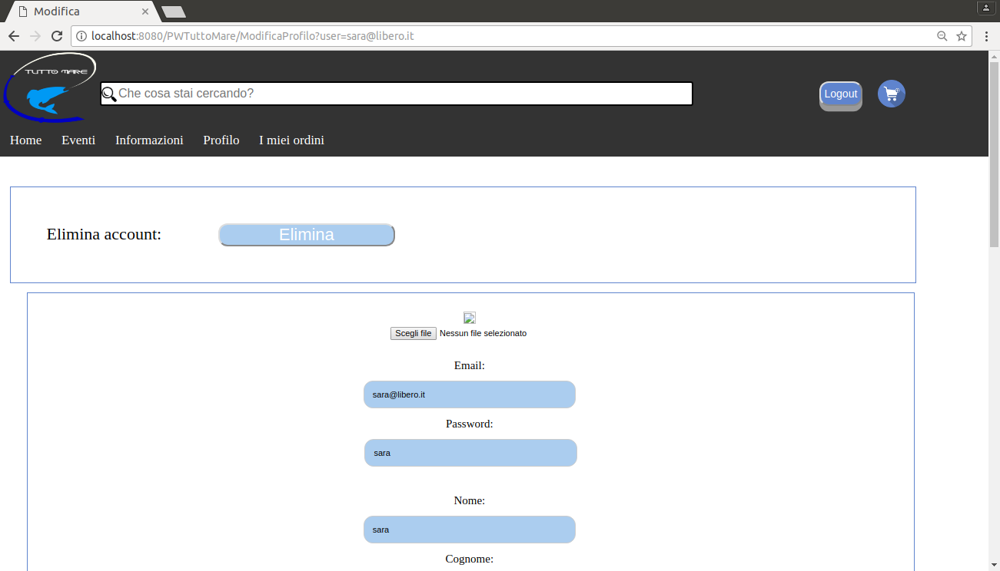 Modifica
localhost:8080/PWTuttoMare/ModificaProfilo?user=sara@libero.it
TUTTO MARE
Che cosa stai cercando?
Logout
Home Eventi Informazioni Profilo I miei ordini
Elimina account: Elimina
Scegli file Nessun file selezionato
Email:
sara@libero.it
Password:
sara
Nome:
sara
Cognome: